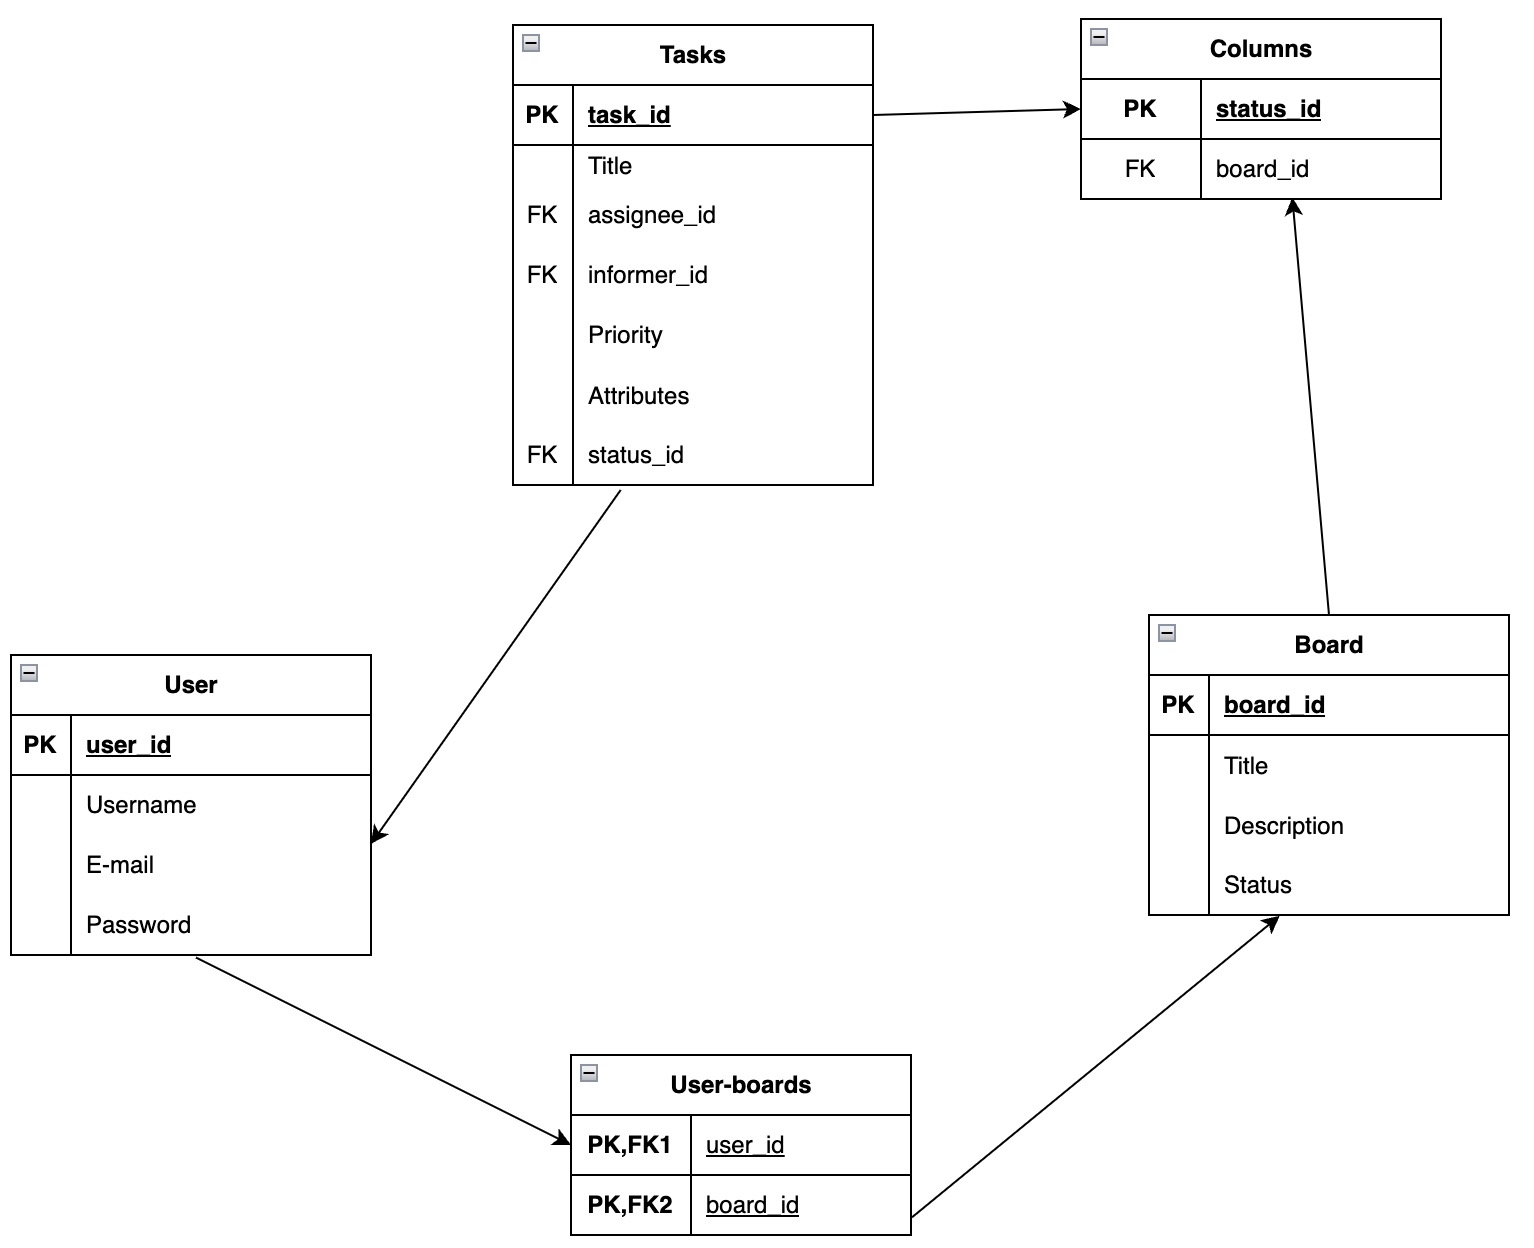 Tasks
PK task_id
Title
FK assignee_id
FK informer_id
Priority
Attributes
FK status_id
Columns
PK status_id
FK board_id
User
PK user_id
Username
E-mail
Password
Board
PK board_id
Title
Description
Status
User-boards
PK,FK1 user_id
PK,FK2 board_id